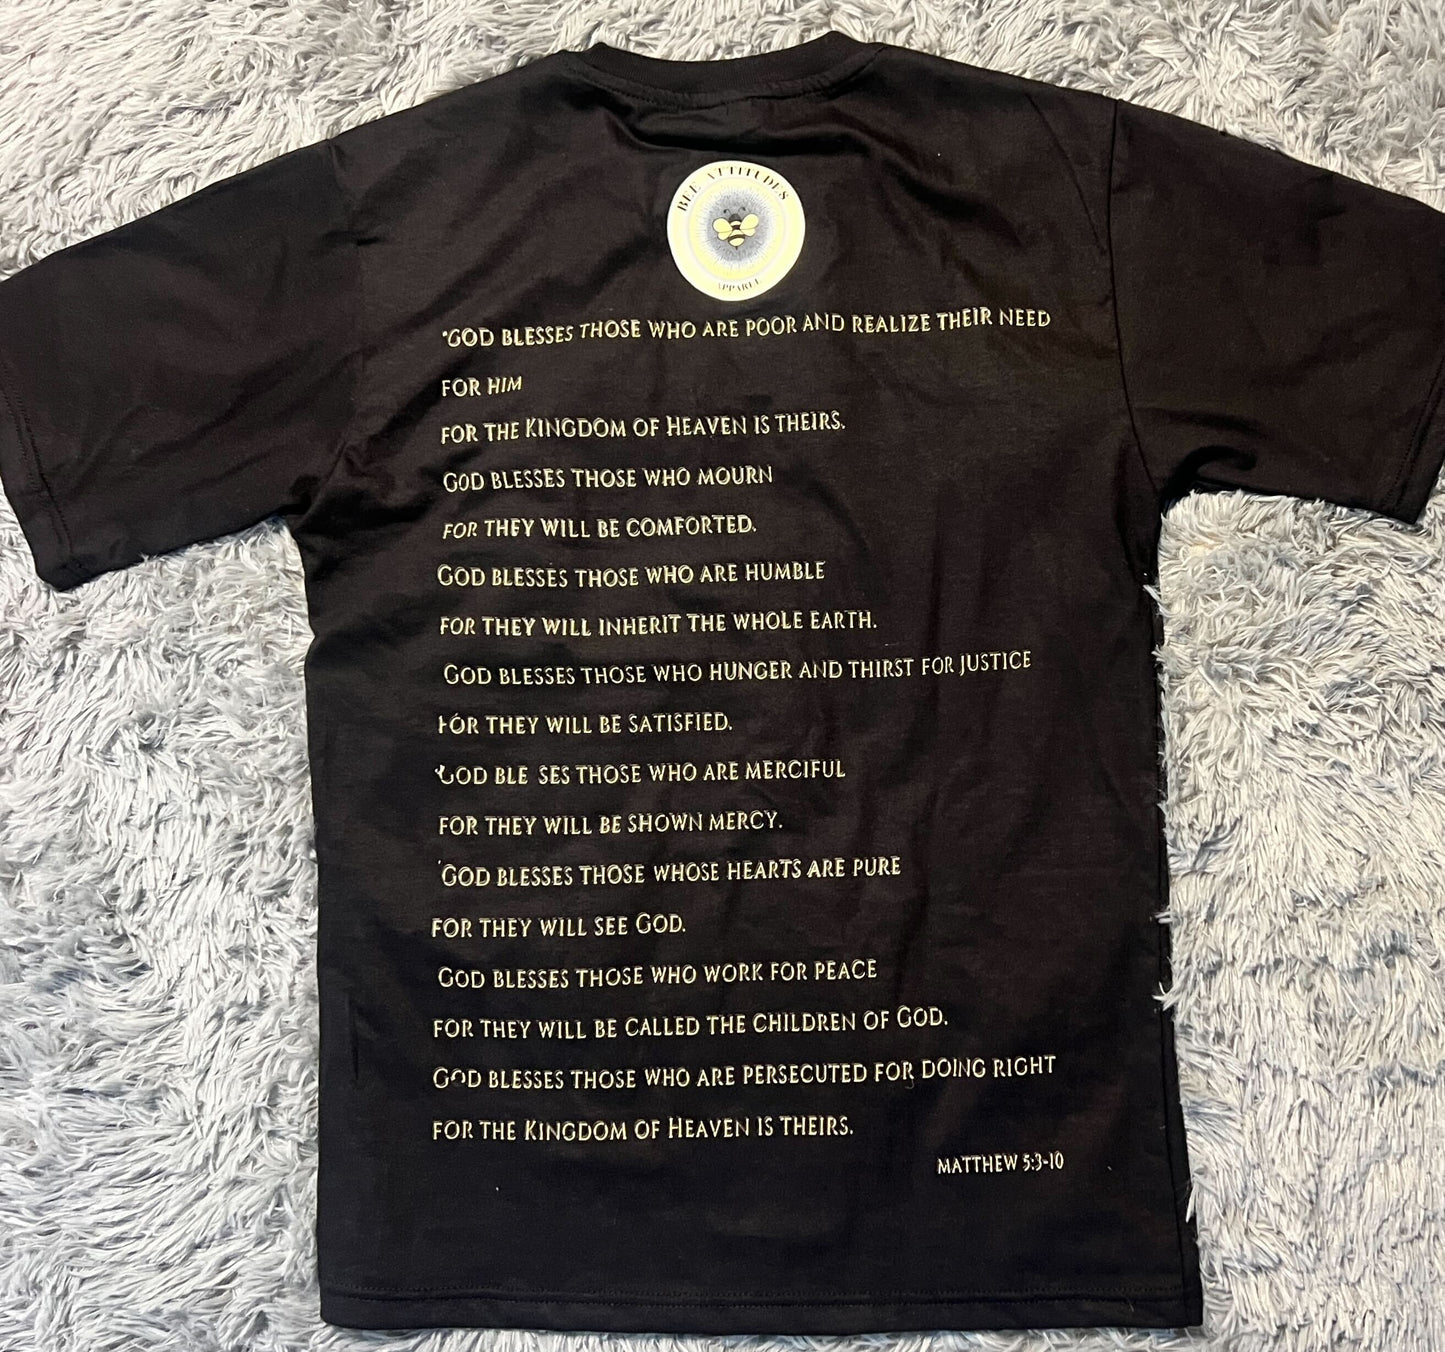 BEE ATTITUDES
APPAREL
"GOD BLESSES THOSE WHO ARE POOR AND REALIZE THEIR NEED
FOR HIM
FOR THE KINGDOM OF HEAVEN IS THEIRS.
GOD BLESSES THOSE WHO MOURN
FOR THEY WILL BE COMFORTED.
GOD BLESSES THOSE WHO ARE HUMBLE
FOR THEY WILL INHERIT THE WHOLE EARTH.
GOD BLESSES THOSE WHO HUNGER AND THIRST FOR JUSTICE
FOR THEY WILL BE SATISFIED.
GOD BLE SES THOSE WHO ARE MERCIFUL
FOR THEY WILL BE SHOWN MERCY.
GOD BLESSES THOSE WHOSE HEARTS ARE PURE
FOR THEY WILL SEE GOD.
GOD BLESSES THOSE WHO WORK FOR PEACE
FOR THEY WILL BE CALLED THE CHILDREN OF GOD.
GOD BLESSES THOSE WHO ARE PERSECUTED FOR DOING RIGHT
FOR THE KINGDOM OF HEAVEN IS THEIRS.
MATTHEW 5:3-10